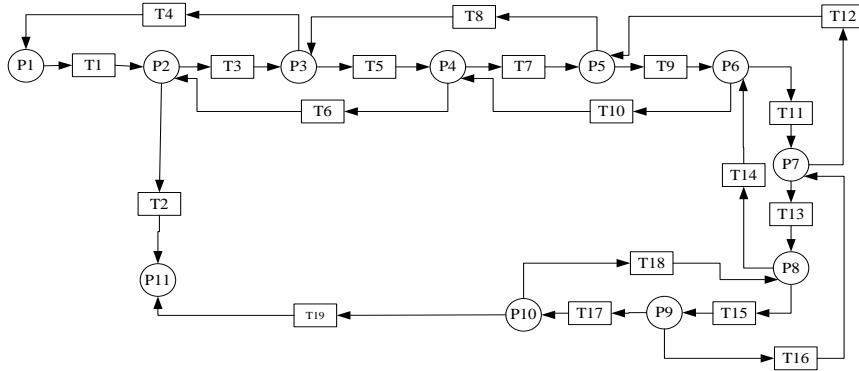 T4 T8 T12
P1 T1 P2 T3 P3 T5 P4 T7 P5 T9 P6
T6 T10 T11
T14 P7
T2 T13
P11 T18 P8
T19 P10 T17 P9 T15
T16